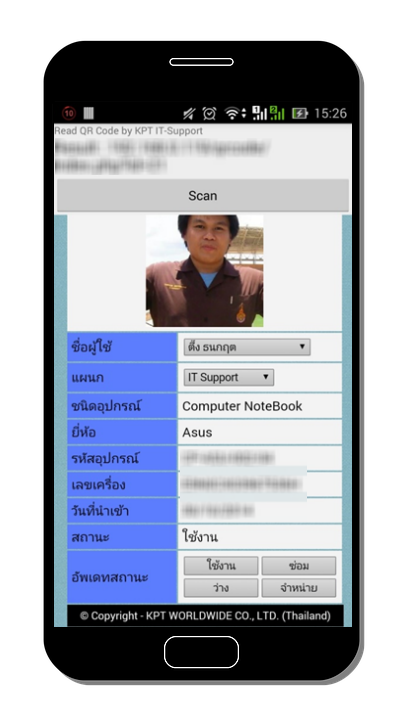 10
1
2
15:26
Read QR Code by KPT IT-Support
Scan
ชื่อผู้ใช้ ติ๋ง ธนกฤต
แผนก IT Support
ชนิดอุปกรณ์ Computer NoteBook
ยี่ห้อ Asus
รหัสอุปกรณ์
เลขเครื่อง
วันที่นำเข้า
สถานะ ใช้งาน
อัพเดทสถานะ ใช้งาน ซ่อม
ว่าง จำหน่าย
© Copyright - KPT WORLDWIDE CO., LTD. (Thailand)